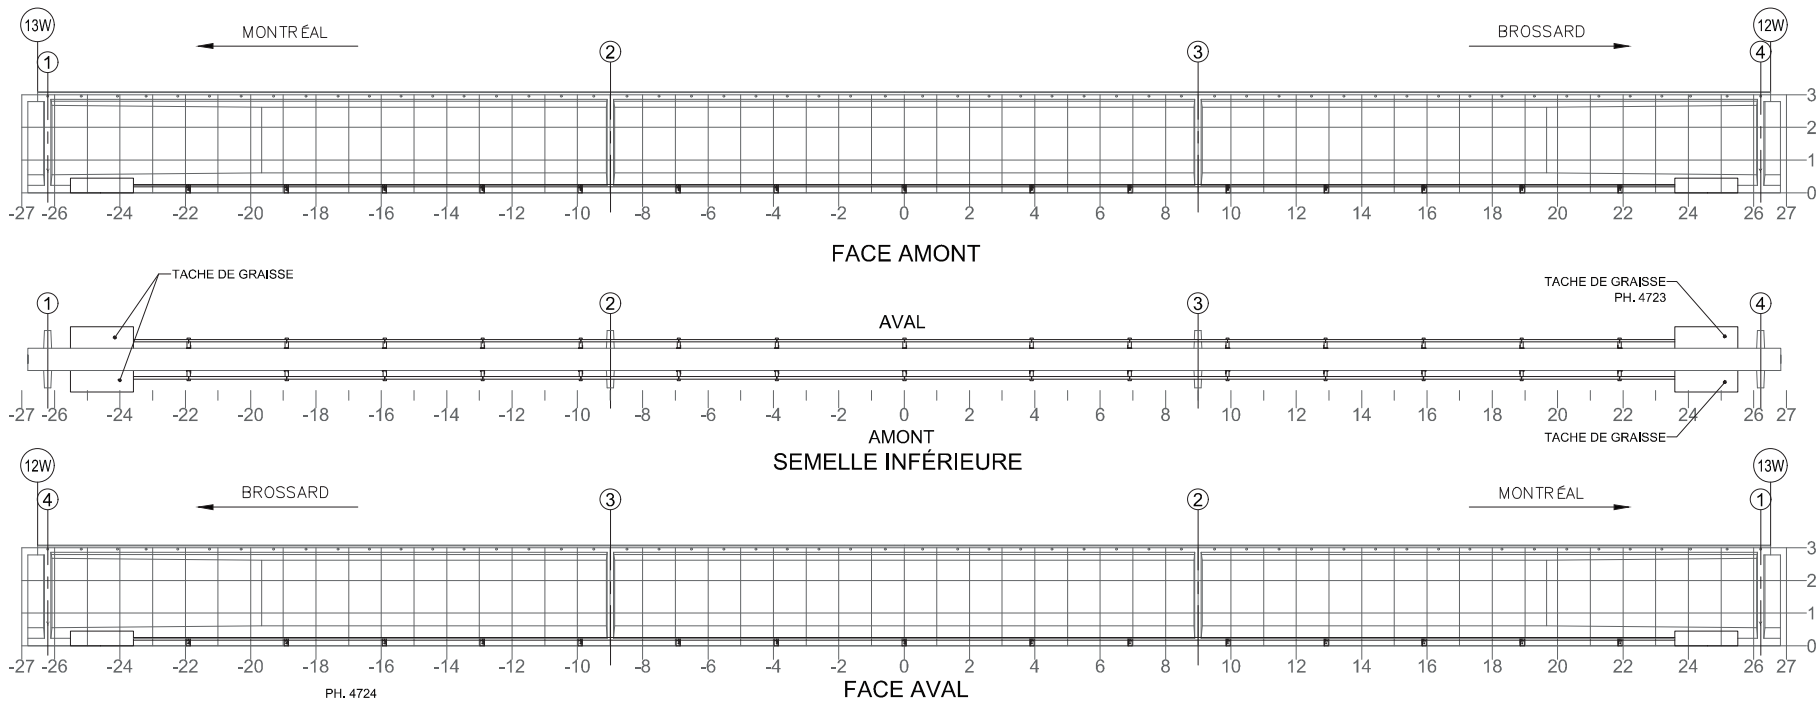 13W MONTRÉAL BROSSARD 12W
1 2 3 4
3
2
1
0
-27 -26 -24 -22 -20 -18 -16 -14 -12 -10 -8 -6 -4 -2 0 2 4 6 8 10 12 14 16 18 20 22 24 26 27
FACE AMONT
TACHE DE GRAISSE TACHE DE GRAISSE
PH. 4723
1 2 3 4
AVAL
-27 -26 -24 -22 -20 -18 -16 -14 -12 -10 -8 -6 -4 -2 0 2 4 6 8 10 12 14 16 18 20 22 24 26 27
AMONT TACHE DE GRAISSE
SEMELLE INFÉRIEURE
12W BROSSARD MONTRÉAL 13W
4 3 2 1
3
2
1
0
-27 -26 -24 -22 -20 -18 -16 -14 -12 -10 -8 -6 -4 -2 0 2 4 6 8 10 12 14 16 18 20 22 24 26 27
PH. 4724 FACE AVAL